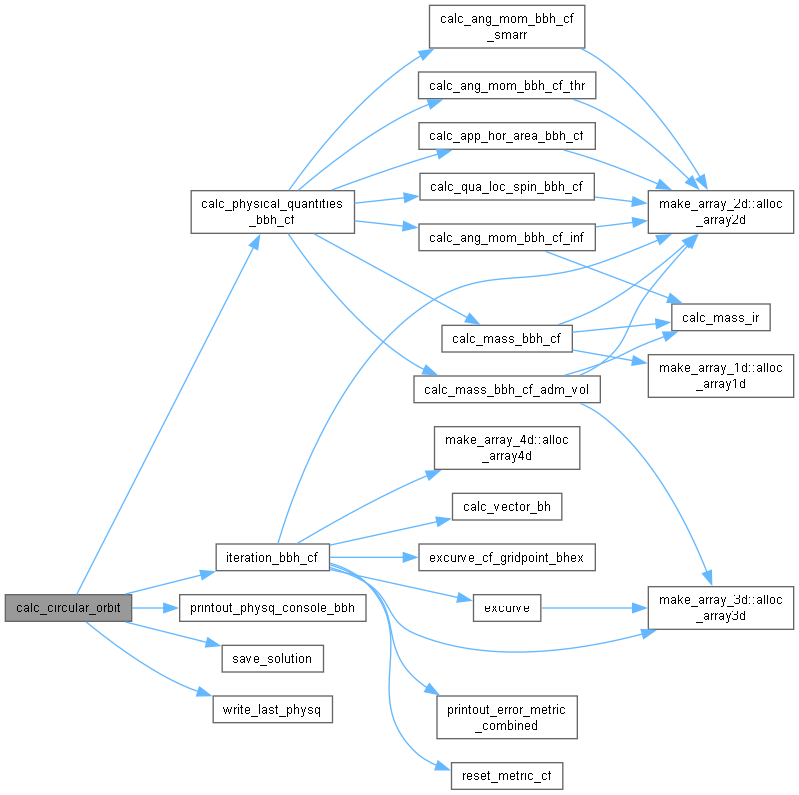 calc_ang_mom_bbh_cf
_smarr
calc_ang_mom_bbh_cf_thr
calc_app_hor_area_bbh_cf
calc_physical_quantities
_bbh_cf
calc_qua_loc_spin_bbh_cf
make_array_2d::alloc
_array2d
calc_ang_mom_bbh_cf_inf
calc_mass_ir
calc_mass_bbh_cf
make_array_1d::alloc
_array1d
calc_mass_bbh_cf_adm_vol
make_array_4d::alloc
_array4d
calc_vector_bh
iteration_bbh_cf
excurve_cf_gridpoint_bhex
calc_circular_orbit
printout_physq_console_bbh
excurve
make_array_3d::alloc
_array3d
save_solution
write_last_physq
printout_error_metric
_combined
reset_metric_cf